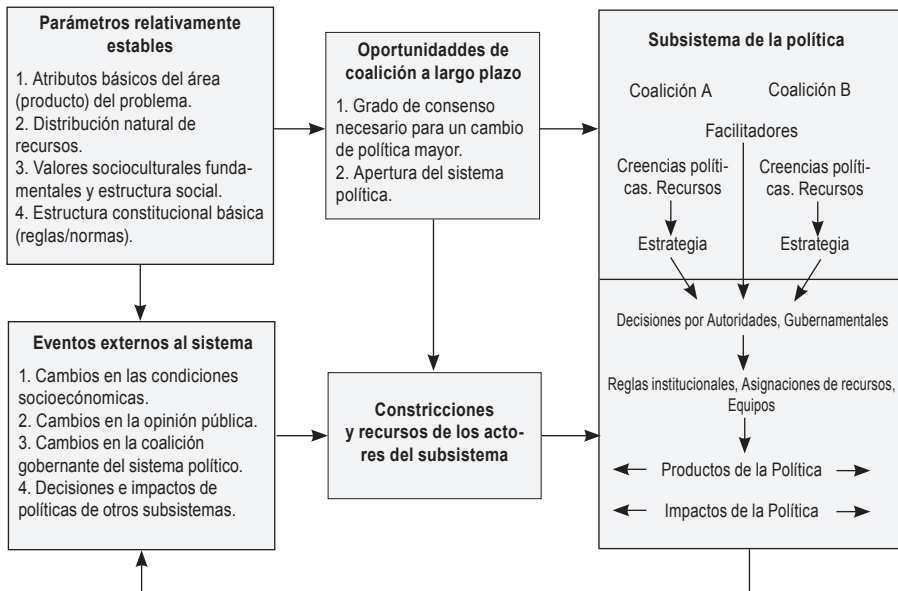 Parámetros relativamente
estables
1. Atributos básicos del área
(producto) del problema.
2. Distribución natural de
recursos.
3. Valores socioculturales funda-
mentales y estructura social.
4. Estructura constitucional básica
(reglas/normas).
Oportunidaddes de
coalición a largo plazo
1. Grado de consenso
necesario para un cambio
de política mayor.
2. Apertura del sistema
política.
Subsistema de la política
Coalición A
Coalición B
Facilitadores
Creencias políti-
cas. Recursos
Creencias políti-
cas. Recursos
Estrategia
Estrategia
Decisiones por Autoridades, Gubernamentales
Reglas institucionales, Asignaciones de recursos,
Equipos
Productos de la Política
Impactos de la Política
Eventos externos al sistema
1. Cambios en las condiciones
socioecónomicas.
2. Cambios en la opinión pública.
3. Cambios en la coalición
gobernante del sistema político.
4. Decisiones e impactos de
políticas de otros subsistemas.
Constricciones
y recursos de los acto-
res del subsistema